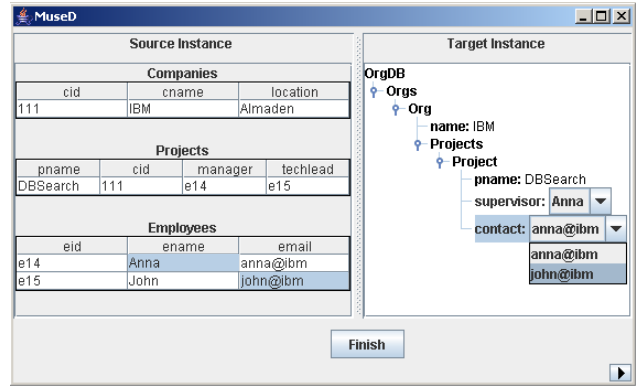 MuseD
Source Instance
Companies
cid cname location
111 IBM Almaden
Projects
pname cid manager techlead
DBSearch 111 e14 e15
Employees
eid ename email
e14 Anna anna@ibm
e15 John john@ibm
Target Instance
OrgDB
Orgs
Org
name: IBM
Projects
Project
pname: DBSearch
supervisor: Anna
contact: anna@ibm
anna@ibm
john@ibm
Finish